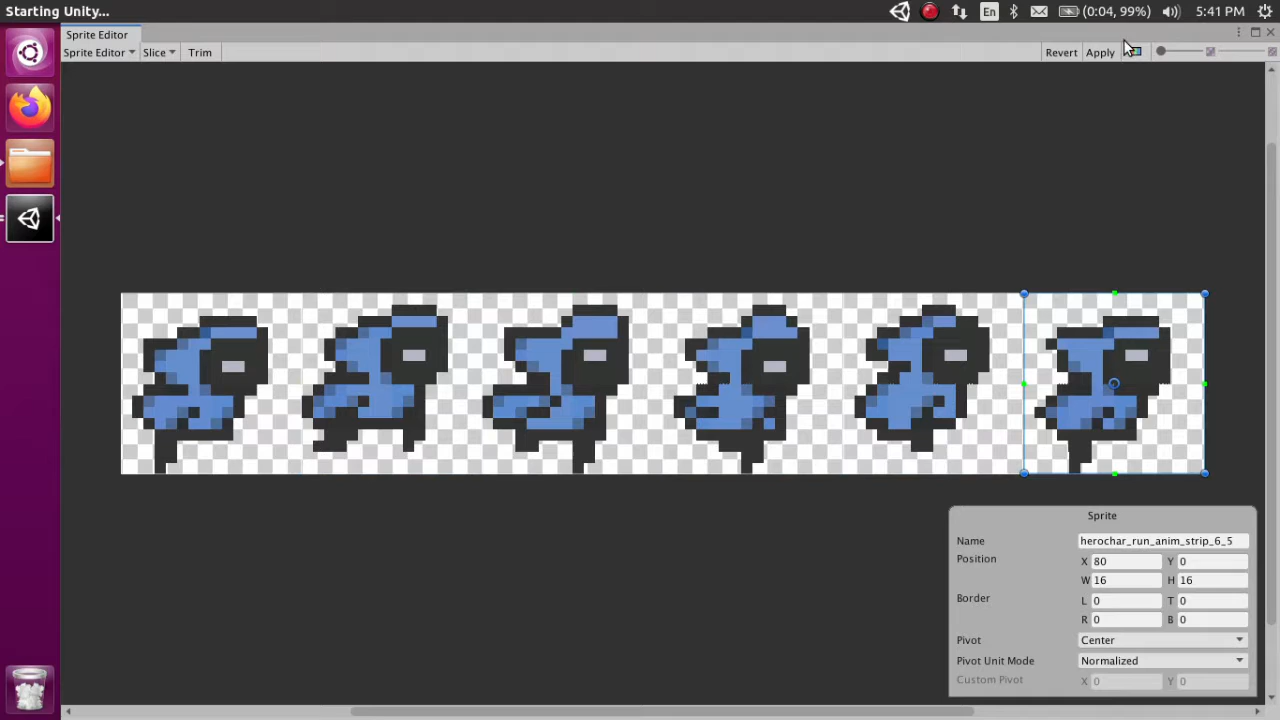 Starting Unity...
En
(0:04, 99%)
5:41 PM
Sprite Editor
Sprite Editor
Slice
Trim
Revert
Apply
Sprite
Name
herochar_run_anim_strip_6_5
Position
X 80
Y 0
W 16
H 16
Border
L 0
T 0
R 0
B 0
Pivot
Center
Pivot Unit Mode
Normalized
Custom Pivot
X 0
Y 0